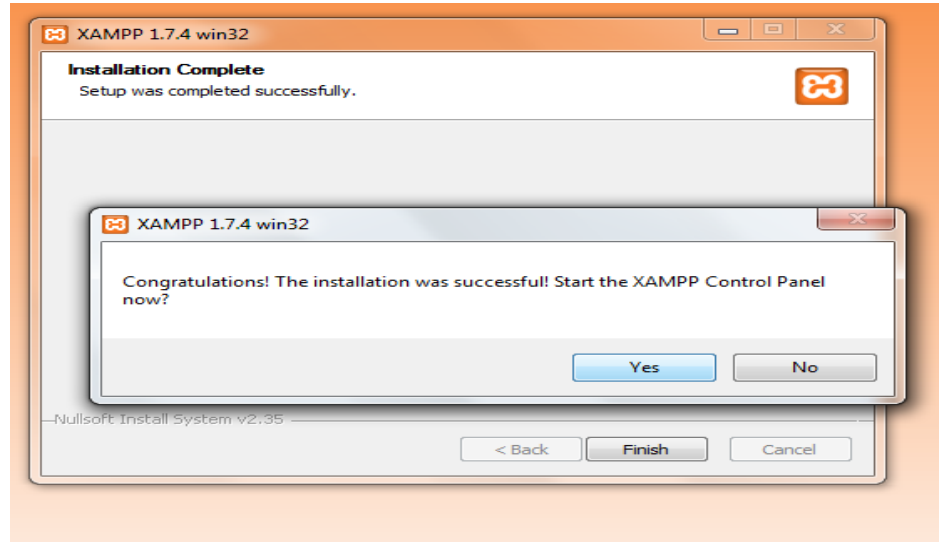 XAMPP 1.7.4 win32
Installation Complete
Setup was completed successfully.
XAMPP 1.7.4 win32
Congratulations! The installation was successful! Start the XAMPP Control Panel
now?
Yes No
Nullsoft Install System v2.35
< Back Finish Cancel